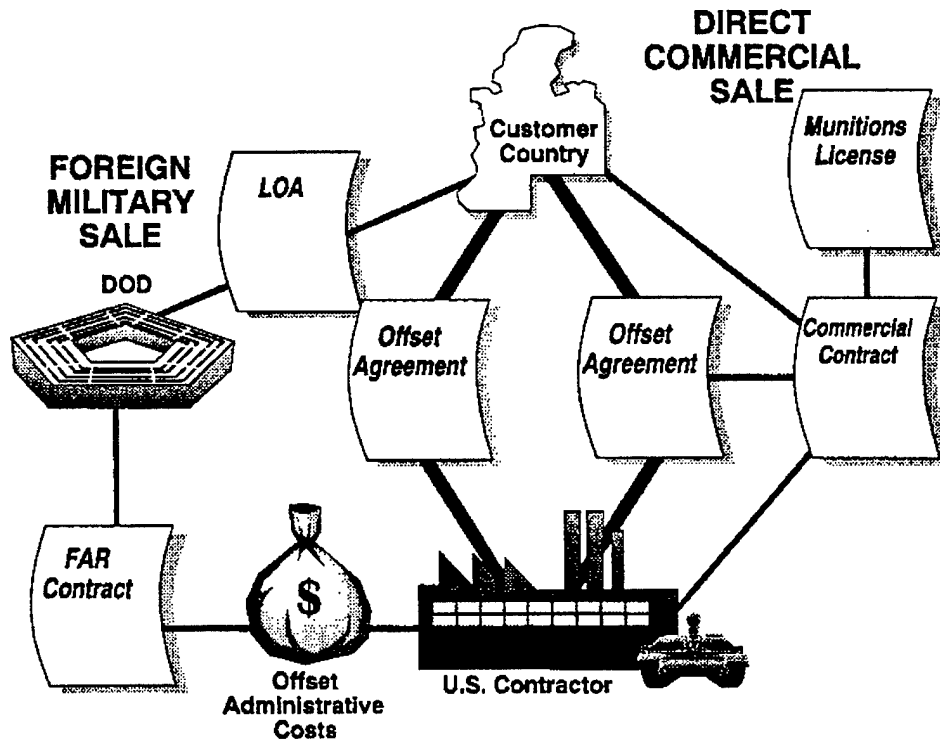 DIRECT
COMMERCIAL
SALE
Customer
Country
Munitions
License
FOREIGN
MILITARY
SALE
LOA
DOD
Offset
Agreement
Offset
Agreement
Commercial
Contract
FAR
Contract
$
Offset
Administrative
Costs
U.S. Contractor